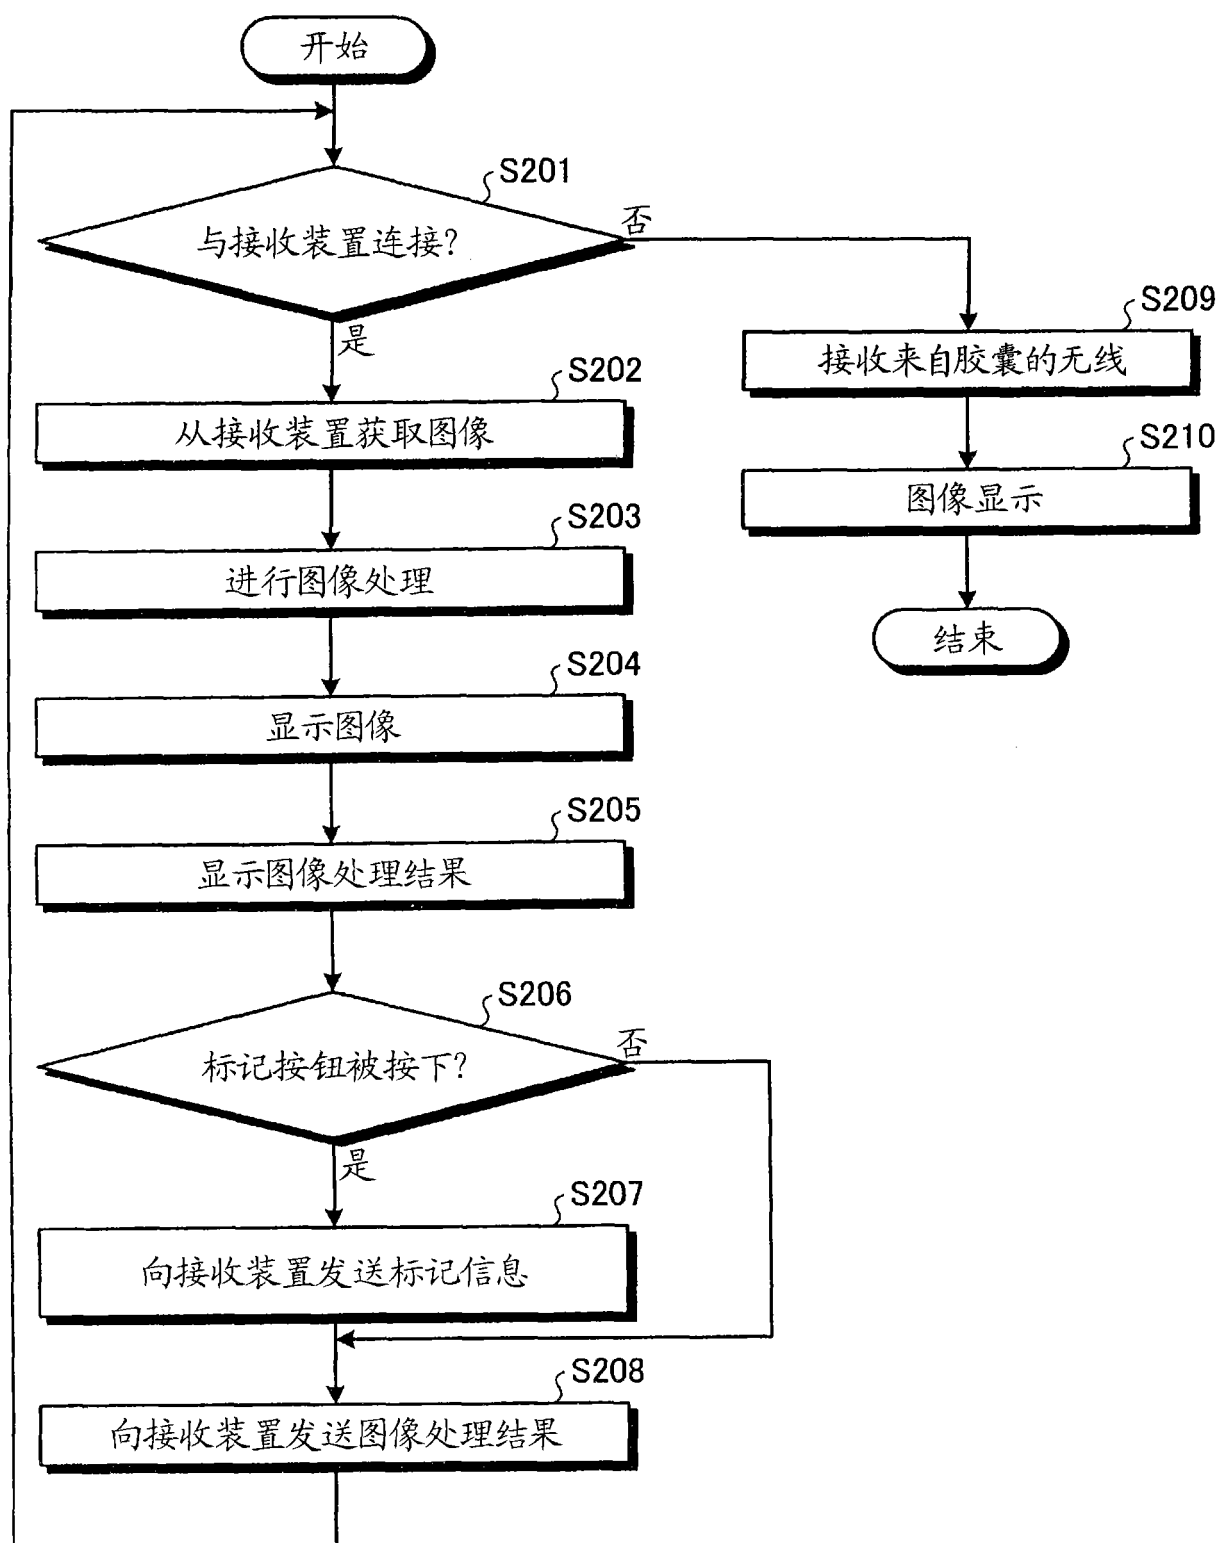 开始
S201
与接收装置连接?
否
是
S202
从接收装置获取图像
S203
进行图像处理
S204
显示图像
S205
显示图像处理结果
S206
标记按钮被按下?
否
是
S207
向接收装置发送标记信息
S208
向接收装置发送图像处理结果
S209
接收来自胶囊的无线
S210
图像显示
结束